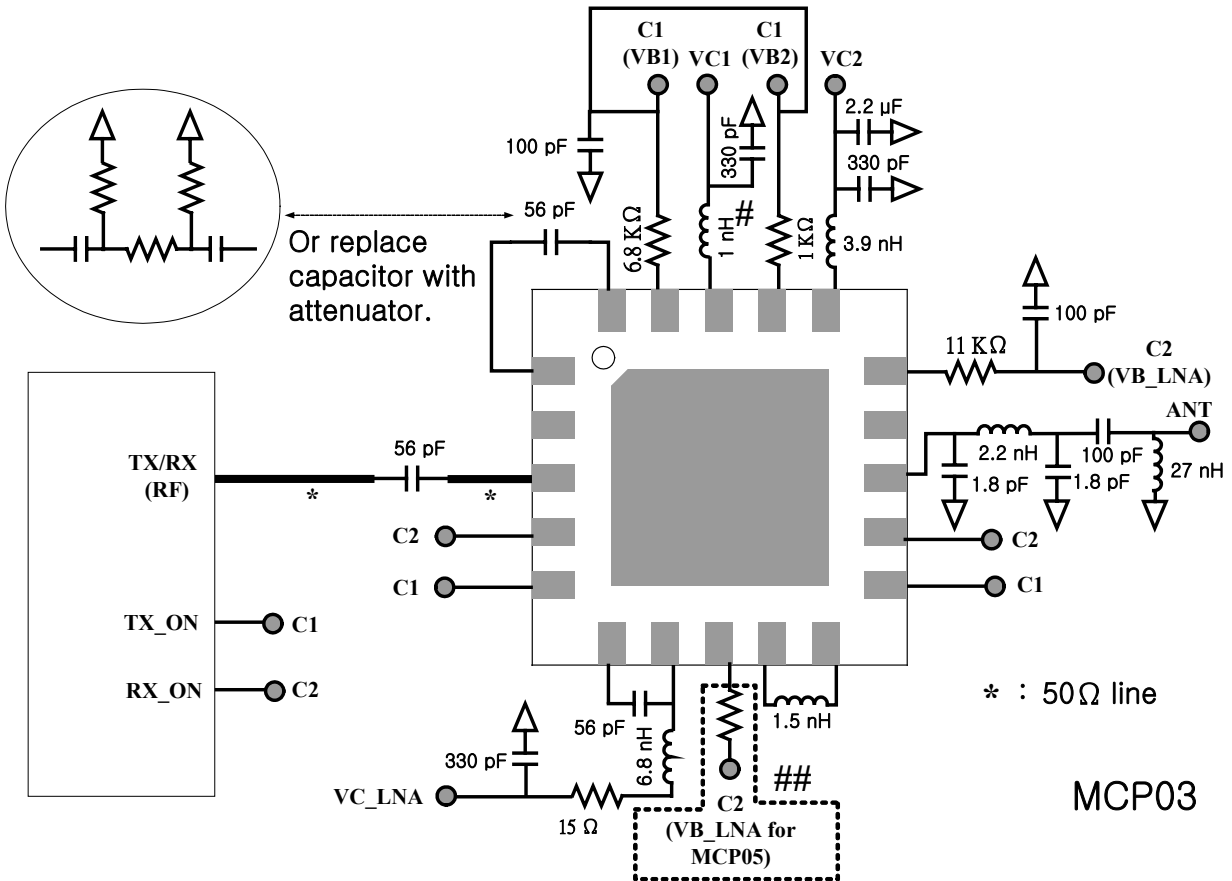 C1
(VB1)
VC1
C1
(VB2)
VC2
2.2 µF
100 pF
330 pF
330 pF
56 pF
#
Or replace
capacitor with
attenuator.
6.8 KΩ
1 nH
1 KΩ
3.9 nH
100 pF
11 KΩ
C2
(VB_LNA)
ANT
TX/RX
(RF)
56 pF
*
*
2.2 nH
100 pF
27 nH
1.8 pF
1.8 pF
C2
C2
C1
C1
TX_ON
C1
RX_ON
C2
* : 50Ω line
56 pF
1.5 nH
6.8 nH
330 pF
##
VC_LNA
15 Ω
C2
(VB_LNA for
MCP05)
MCP03